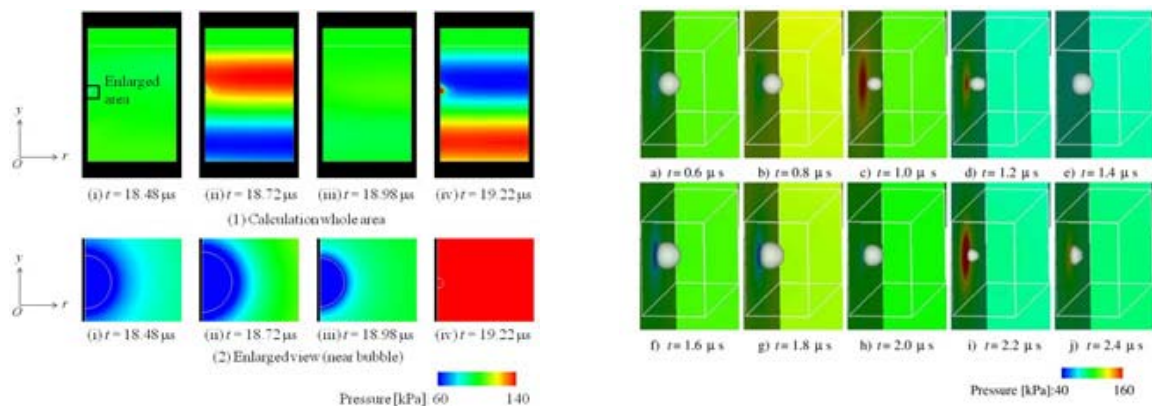 Enlarged
area
y
O
r
(i) t = 18.48 μs
(ii) t = 18.72 μs
(iii) t = 18.98 μs
(iv) t = 19.22 μs
(1) Calculation whole area
y
O
r
(i) t = 18.48 μs
(ii) t = 18.72 μs
(iii) t = 18.98 μs
(iv) t = 19.22 μs
(2) Enlarged view (near bubble)
Pressure [kPa] 60 140
a) t = 0.6 μ s
b) t = 0.8 μ s
c) t = 1.0 μ s
d) t = 1.2 μ s
e) t = 1.4 μ s
f) t = 1.6 μ s
g) t = 1.8 μ s
h) t = 2.0 μ s
i) t = 2.2 μ s
j) t = 2.4 μ s
Pressure [kPa]:40 160